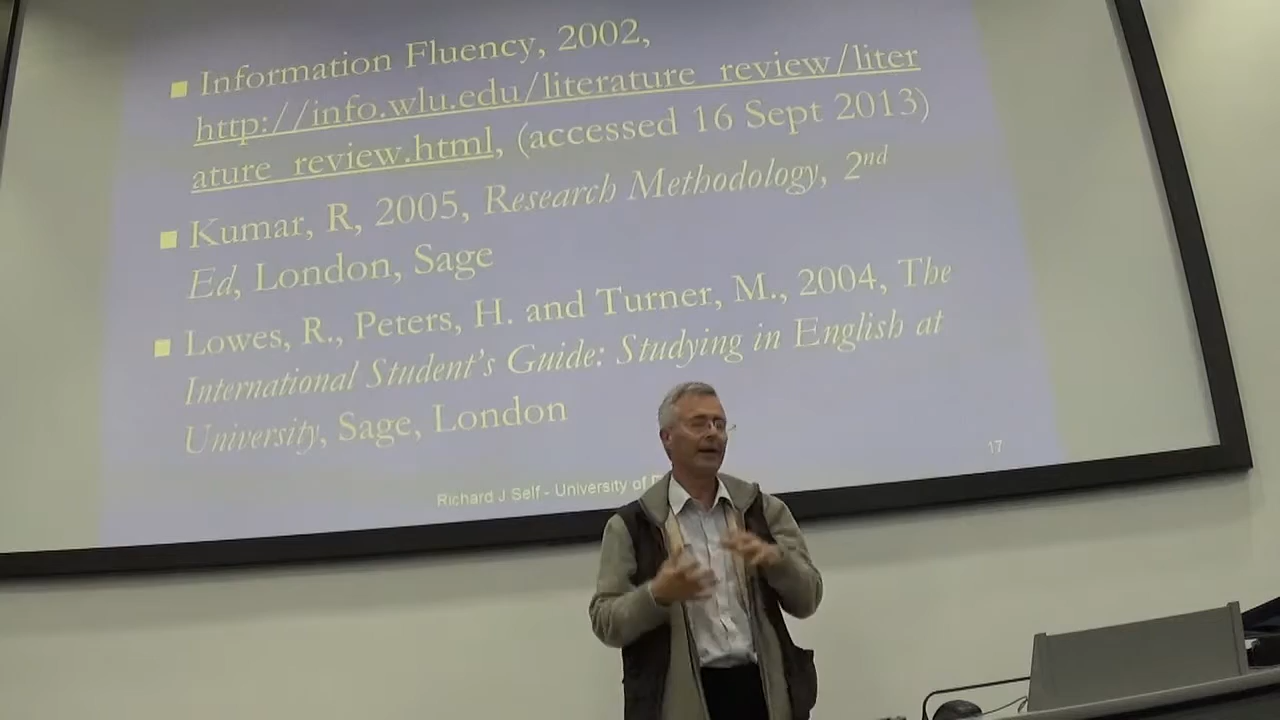 ■ Information Fluency, 2002,
http://info.wlu.edu/literature_review/liter
ature_review.html, (accessed 16 Sept 2013)
■ Kumar, R, 2005, Research Methodology, 2nd
Ed, London, Sage
■ Lowes, R., Peters, H. and Turner, M., 2004, The
International Student's Guide: Studying in English at
University, Sage, London
Richard J Self - University of
17